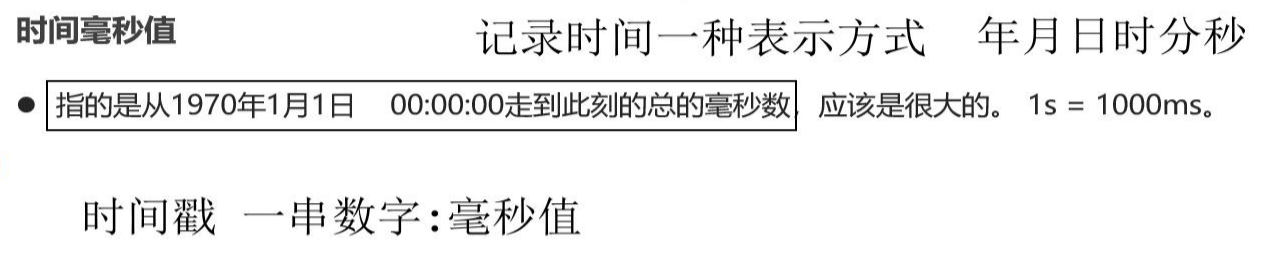 时间毫秒值
记录时间一种表示方式 年月日时分秒
● 指的是从1970年1月1日 00:00:00走到此刻的总的毫秒数，应该是很大的。 1s = 1000ms。
时间戳 一串数字:毫秒值